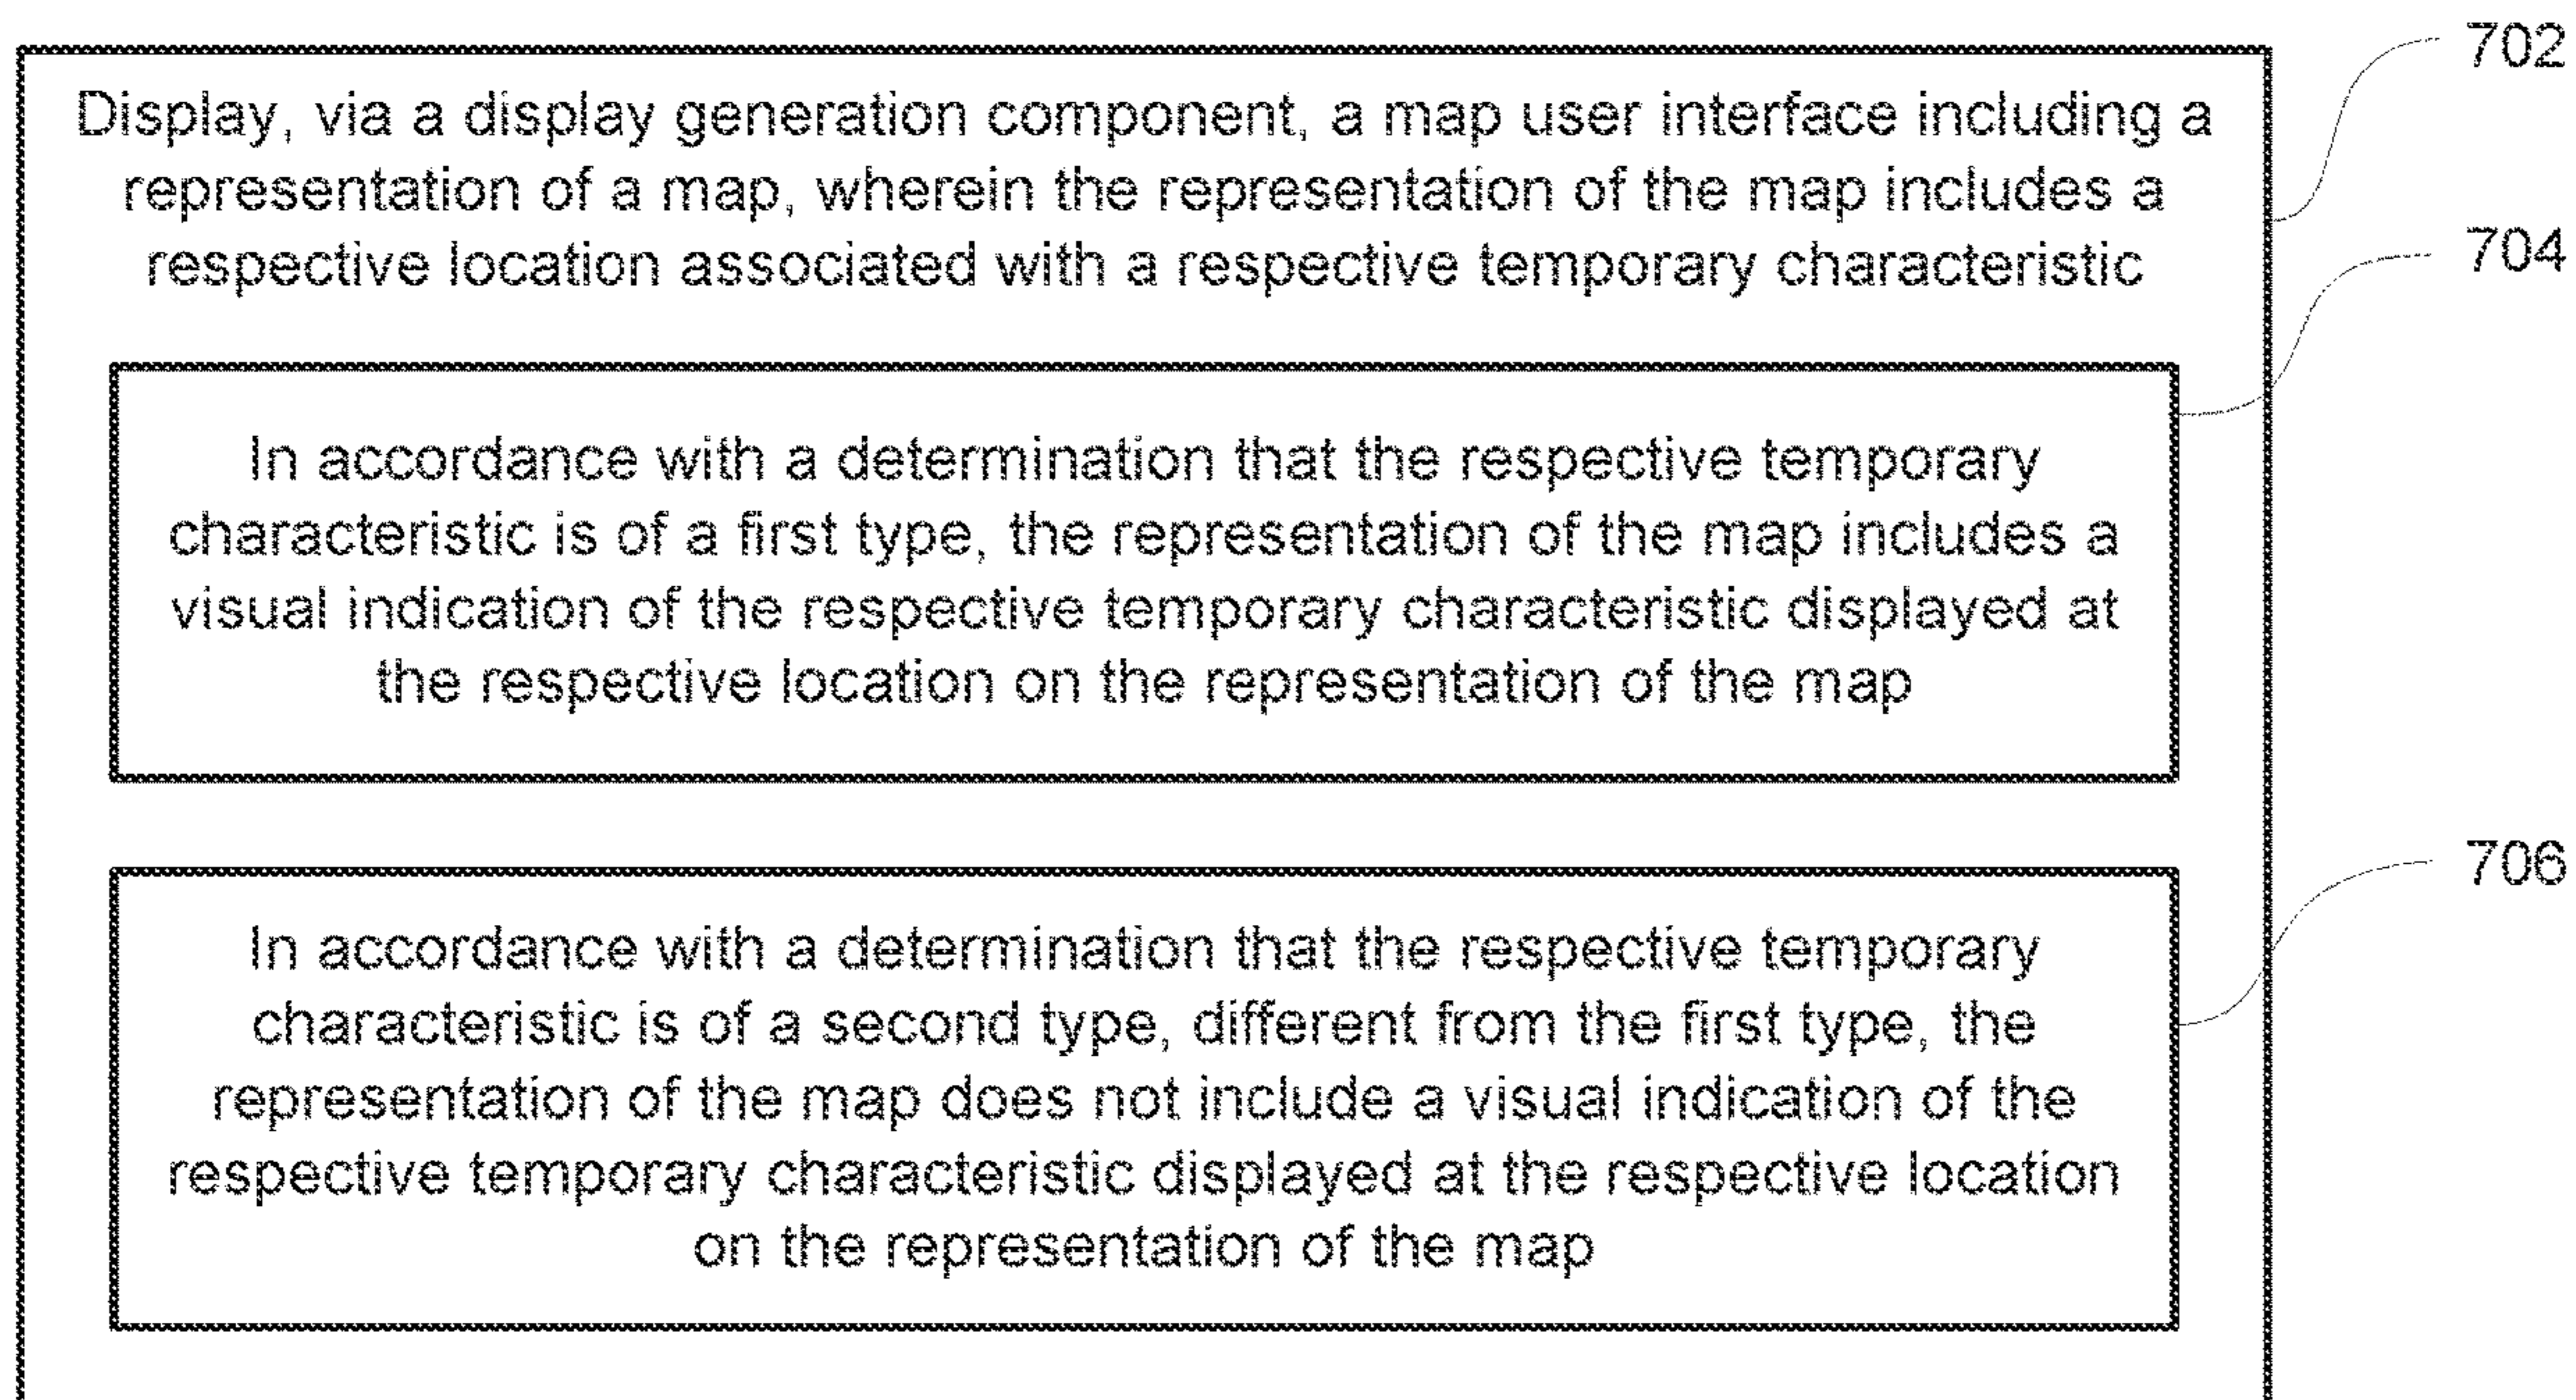 702
Display, via a display generation component, a map user interface including a
representation of a map, wherein the representation of the map includes a
respective location associated with a respective temporary characteristic
704
In accordance with a determination that the respective temporary
characteristic is of a first type, the representation of the map includes a
visual indication of the respective temporary characteristic displayed at
the respective location on the representation of the map
706
In accordance with a determination that the respective temporary
characteristic is of a second type, different from the first type, the
representation of the map does not include a visual indication of the
respective temporary characteristic displayed at the respective location
on the representation of the map